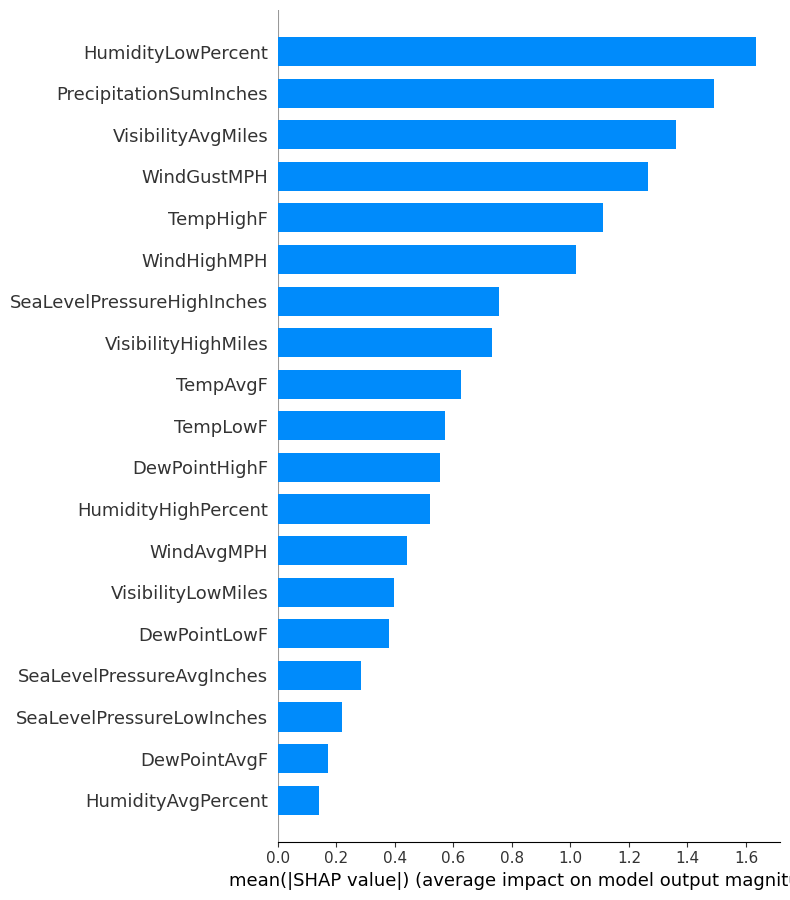 HumidityLowPercent
PrecipitationSumInches
VisibilityAvgMiles
WindGustMPH
TempHighF
WindHighMPH
SeaLevelPressureHighInches
VisibilityHighMiles
TempAvgF
TempLowF
DewPointHighF
HumidityHighPercent
WindAvgMPH
VisibilityLowMiles
DewPointLowF
SeaLevelPressureAvgInches
SeaLevelPressureLowInches
DewPointAvgF
HumidityAvgPercent
0.0 0.2 0.4 0.6 0.8 1.0 1.2 1.4 1.6
mean(|SHAP value|) (average impact on model output